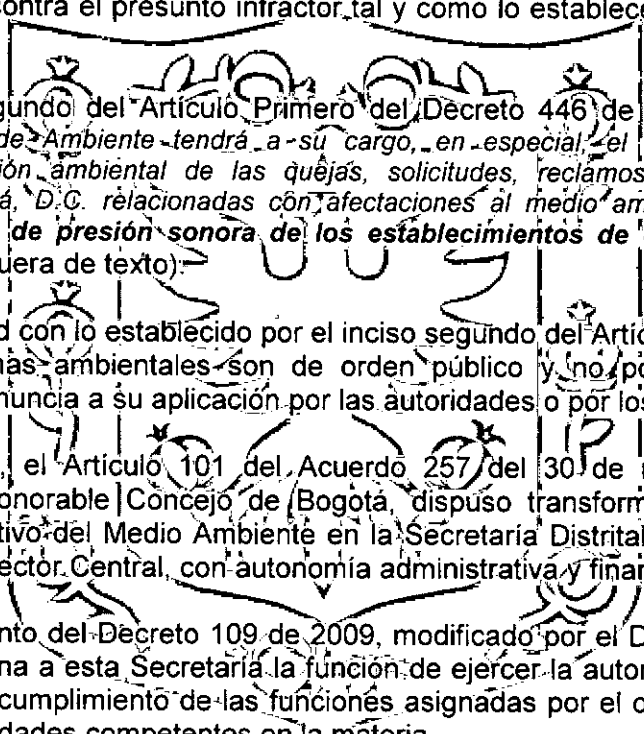 contra el presunto infractor tal y como lo establece
gundo del Artículo Primero del Decreto 446 de
de Ambiente tendrá a su cargo, en especial, el
ión ambiental de las quejas, solicitudes, reclamos
á, D.C. relacionadas con afectaciones al medio am
de presión sonora de los establecimientos de
uera de texto).
d con lo establecido por el inciso segundo del Artíc
nas ambientales son de orden público y no po
nuncia a su aplicación por las autoridades o por los
, el Artículo 101 del Acuerdo 257 del 30 de
onorable Concejo de Bogotá, dispuso transform
tivo del Medio Ambiente en la Secretaría Distrital
ector Central, con autonomía administrativa y finan
nto del Decreto 109 de 2009, modificado por el D
na a esta Secretaría la función de ejercer la autor
cumplimiento de las funciones asignadas por el o
dades competentes en la materia